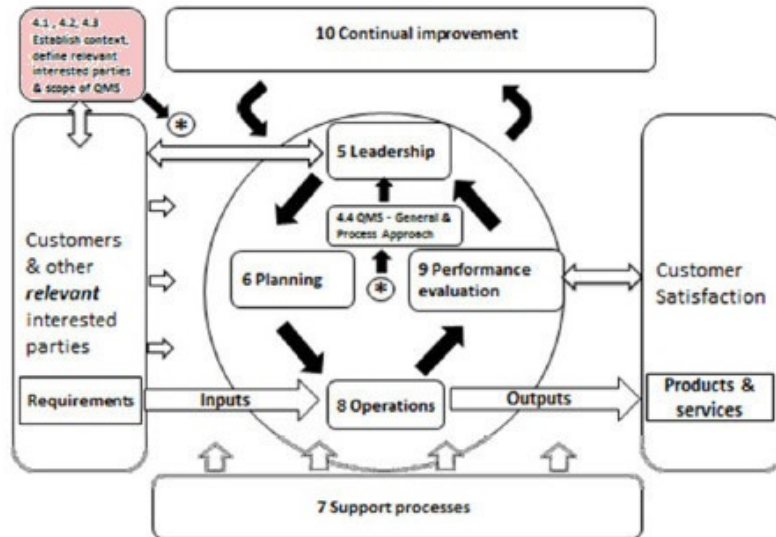 4.1 , 4.2, 4.3
Establish context,
define relevant
interested parties
& scope of QMS
10 Continual improvement
*
5 Leadership
4.4 QMS - General &
Process Approach
Customers
& other
relevant
interested
parties
6 Planning
*
9 Performance
evaluation
Customer
Satisfaction
Requirements
Inputs
8 Operations
Outputs
Products &
services
7 Support processes